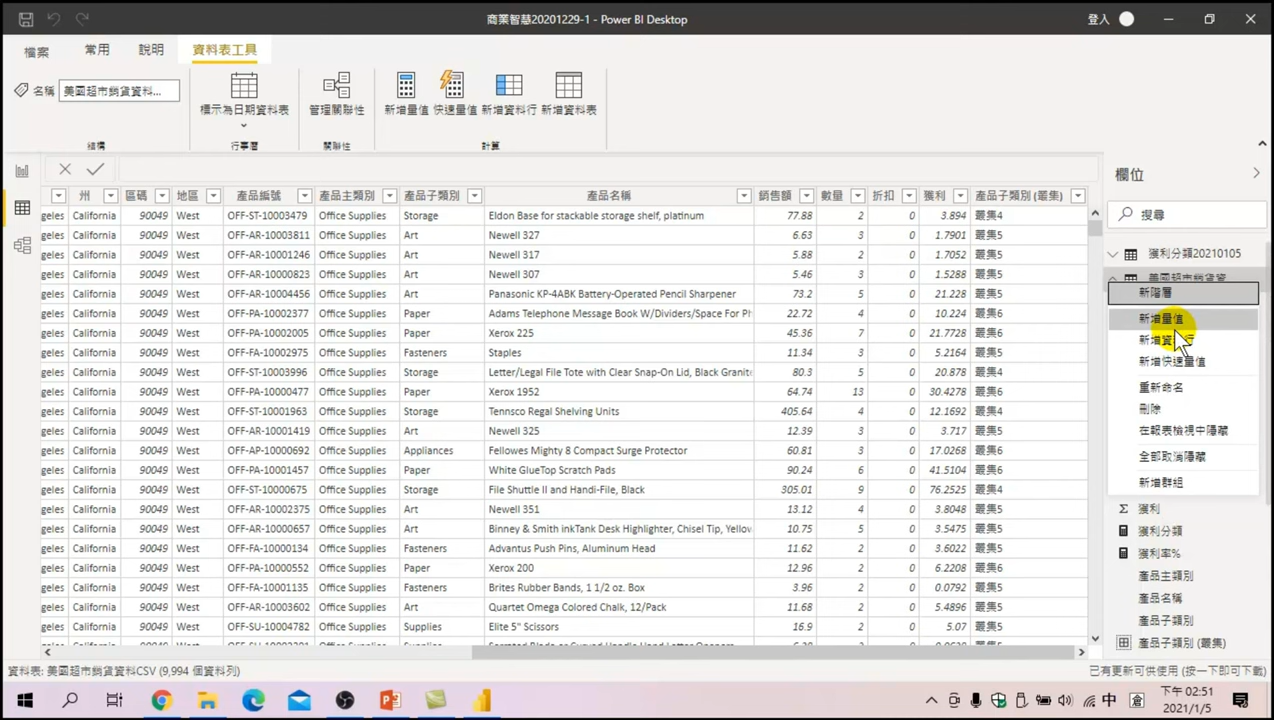 商業智慧20201229-1 - Power BI Desktop
登入
檔案 常用 說明 資料表工具
名稱 美國超市銷貨資料...
標示為日期資料表 管理關聯性 新增量值 快速量值 新增資料行 新增資料表
結構 行事曆 關聯性 計算
州 區碼 地區 產品編號 產品主類別 產品子類別 產品名稱 銷售額 數量 折扣 獲利 產品子類別 (叢集)
geles California 90049 West OFF-ST-10003479 Office Supplies Storage Eldon Base for stackable storage shelf, platinum 77.88 2 0 3.894 叢集4
geles California 90049 West OFF-AR-10003811 Office Supplies Art Newell 327 6.63 3 0 1.7901 叢集5
geles California 90049 West OFF-AR-10001246 Office Supplies Art Newell 317 5.88 2 0 1.7052 叢集5
geles California 90049 West OFF-AR-10000823 Office Supplies Art Newell 307 5.46 3 0 1.5288 叢集5
geles California 90049 West OFF-AR-10004456 Office Supplies Art Panasonic KP-4ABK Battery-Operated Pencil Sharpener 73.2 5 0 21.228 叢集5
geles California 90049 West OFF-PA-10002377 Office Supplies Paper Adams Telephone Message Book W/Dividers/Space For Ph 22.72 4 0 10.224 叢集6
geles California 90049 West OFF-PA-10002005 Office Supplies Paper Xerox 225 45.36 7 0 21.7728 叢集6
geles California 90049 West OFF-FA-10002975 Office Supplies Fasteners Staples 11.34 3 0 5.2164 叢集6
geles California 90049 West OFF-ST-10003996 Office Supplies Storage Letter/Legal File Tote with Clear Snap-On Lid, Black Granit 80.3 5 0 20.878 叢集4
geles California 90049 West OFF-PA-10000474 Office Supplies Paper Xerox 1952 64.74 13 0 30.4278 叢集6
geles California 90049 West OFF-ST-10001963 Office Supplies Storage Tennsco Regal Shelving Units 405.64 4 0 12.1692 叢集4
geles California 90049 West OFF-AR-10001419 Office Supplies Art Newell 325 12.39 3 0 3.717 叢集5
geles California 90049 West OFF-AP-10000692 Office Supplies Appliances Fellowes Mighty 8 Compact Surge Protector 60.81 3 0 17.0268 叢集5
geles California 90049 West OFF-PA-10001457 Office Supplies Paper White GlueTop Scratch Pads 90.24 6 0 41.5104 叢集6
geles California 90049 West OFF-ST-10000675 Office Supplies Storage File Shuttle II and Handi-File, Black 305.01 9 0 76.2525 叢集4
geles California 90049 West OFF-AR-10002375 Office Supplies Art Newell 351 13.12 4 0 3.8048 叢集5
geles California 90049 West OFF-AR-10000657 Office Supplies Art Binney & Smith inkTank Desk Highlighter, Chisel Tip, Yellow 10.75 5 0 3.5475 叢集5
geles California 90049 West OFF-FA-10000134 Office Supplies Fasteners Advantus Push Pins, Aluminum Head 11.62 2 0 3.6022 叢集6
geles California 90049 West OFF-PA-10000552 Office Supplies Paper Xerox 200 12.96 2 0 6.2208 叢集6
geles California 90049 West OFF-FA-10001135 Office Supplies Fasteners Brites Rubber Bands, 1 1/2 oz. Box 3.96 2 0 0.0792 叢集6
geles California 90049 West OFF-AR-10003602 Office Supplies Art Quartet Omega Colored Chalk, 12/Pack 11.68 2 0 5.4896 叢集5
geles California 90049 West OFF-SU-10004782 Office Supplies Supplies Elite 5" Scissors 16.9 2 0 5.07 叢集5
欄位
搜尋
獲利分類20210105
美國超市銷貨資
新階層
新增量值
新增資料行
新增快速量值
重新命名
刪除
在報表檢視中隱藏
全部取消隱藏
新增群組
Σ 獲利
獲利分類
獲利率%
產品主類別
產品名稱
產品子類別
產品子類別 (叢集)
資料表: 美國超市銷貨資料CSV (9,994 個資料列)
已有更新可供使用 (按一下即可下載)
中 倉 下午 02:51
2021/1/5